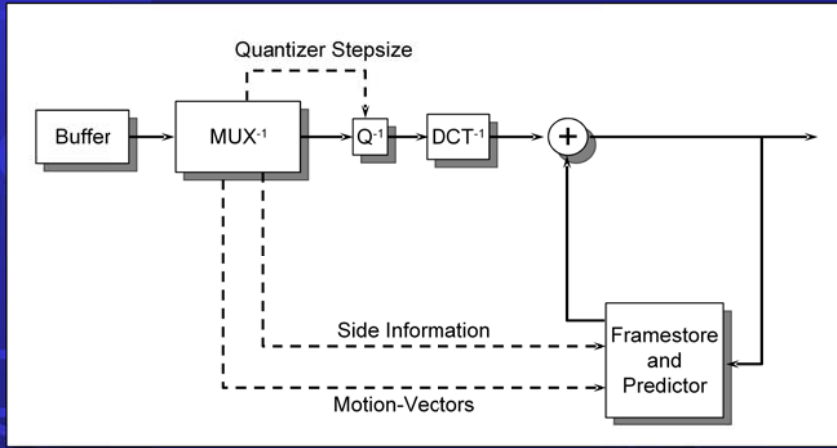 Quantizer Stepsize
Buffer
MUX⁻¹
Q⁻¹
DCT⁻¹
+
Side Information
Framestore
and
Predictor
Motion-Vectors